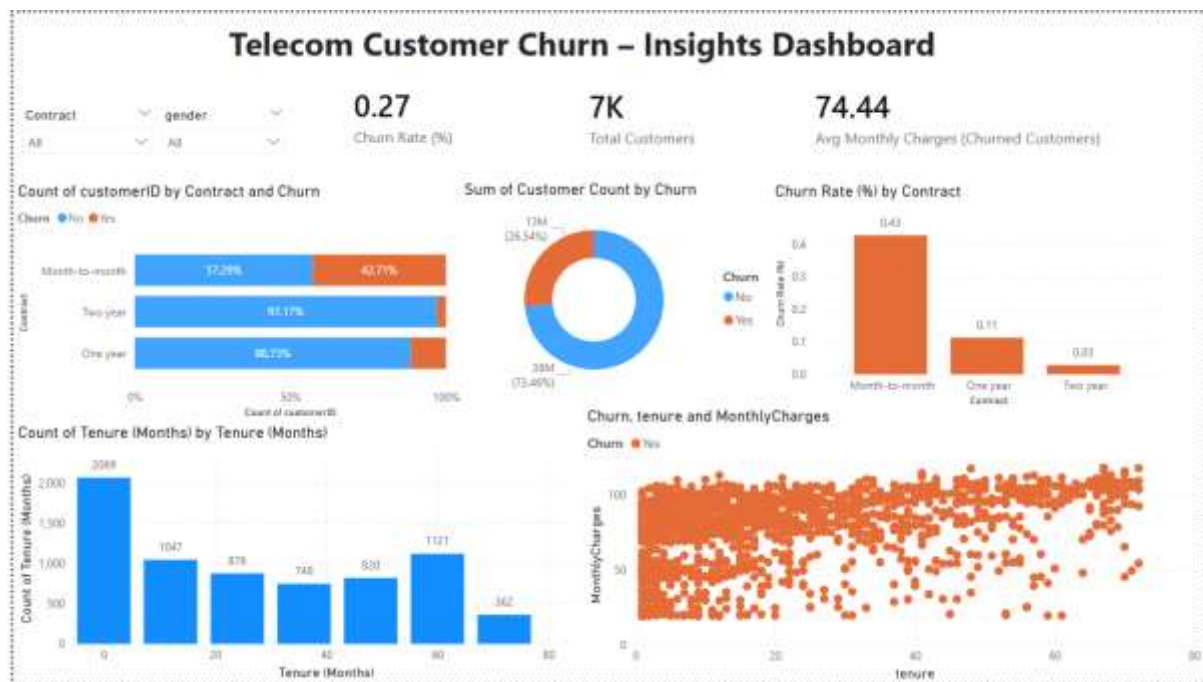 Telecom Customer Churn – Insights Dashboard
Contract
gender
All
All
0.27
Churn Rate (%)
7K
Total Customers
74.44
Avg Monthly Charges (Churned Customers)
Count of customerID by Contract and Churn
Churn No Yes
Contract
Month-to-month
57.29%
42.71%
Two year
97.17%
One year
88.73%
0% 50% 100%
Count of customerID
Sum of Customer Count by Churn
13M
(26.54%)
(73.46%)
Churn
No
Yes
Churn Rate (%) by Contract
Churn Rate (%)
0.4
0.3
0.2
0.1
0.0
0.43
0.11
0.03
Month-to-month One year Two year
Contract
Count of Tenure (Months) by Tenure (Months)
Count of Tenure (Months)
2,000
1,500
1,000
500
0
2069
1047
876
748
820
1121
362
0 20 40 60 80
Tenure (Months)
Churn, tenure and MonthlyCharges
Churn Yes
MonthlyCharges
100
50
0
0 20 40 60 80
tenure